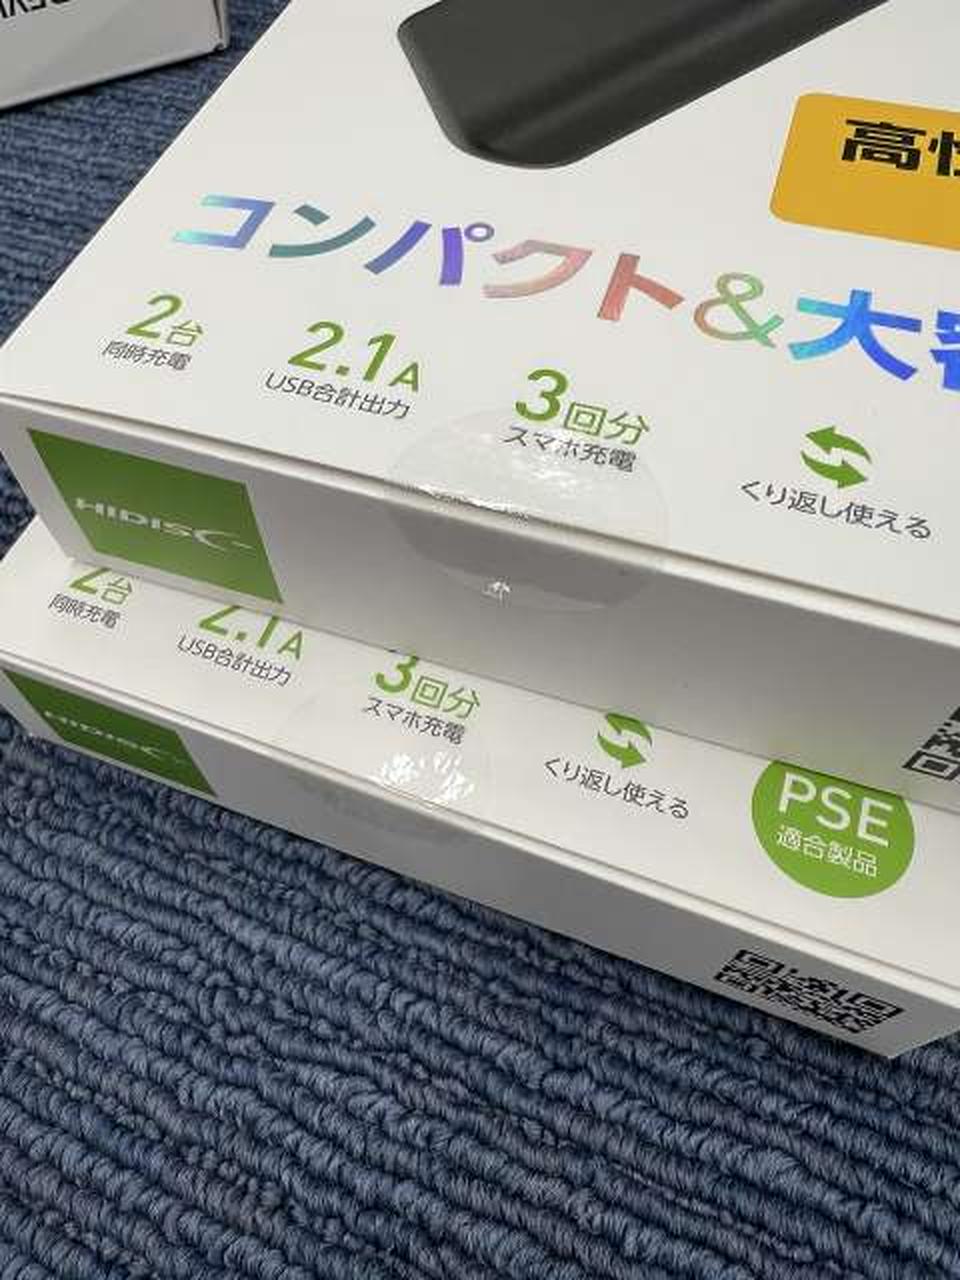 コンパクト&大
2台
同時充電
2.1A
USB合計出力
3回分
スマホ充電
くり返し使える
HIDISC
2台
同時充電
2.1A
USB合計出力
3回分
スマホ充電
くり返し使える
PSE
適合製品
HIDISC